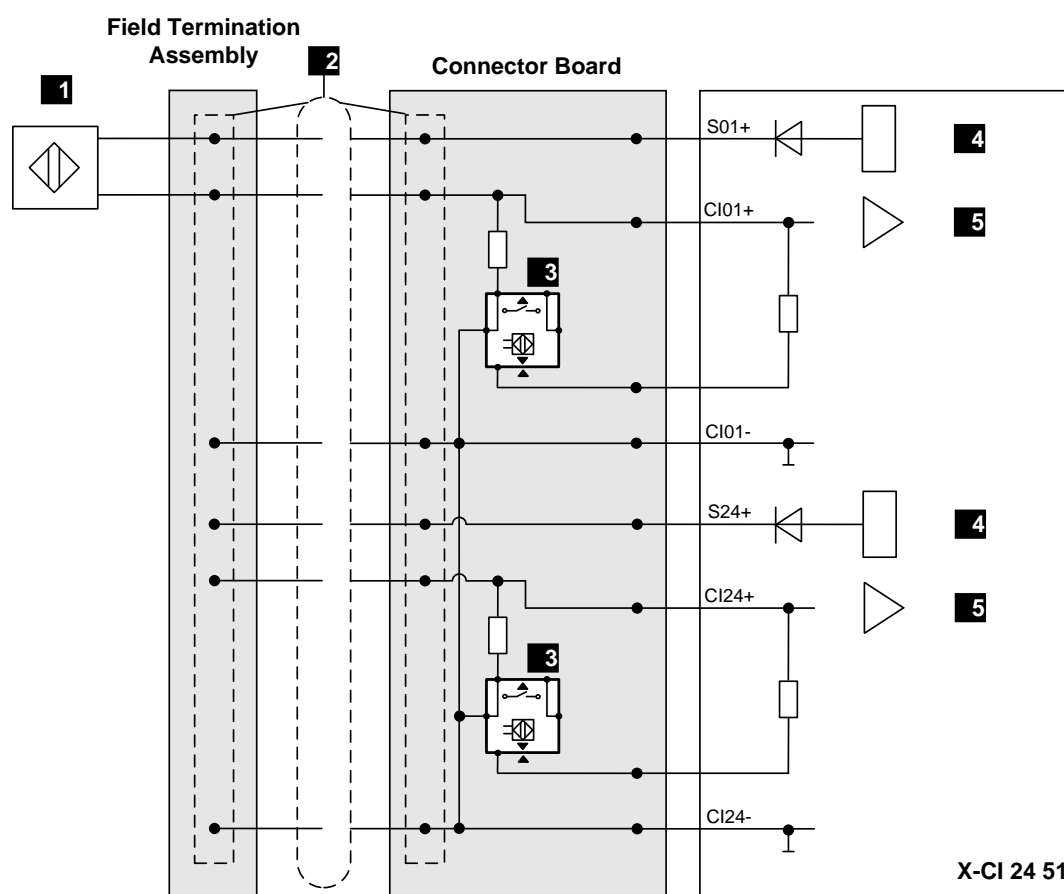 Field Termination
Assembly
2
Connector Board
1
S01+
4
CI01+
5
3
CI01-
S24+
4
CI24+
5
3
CI24-
X-CI 24 51